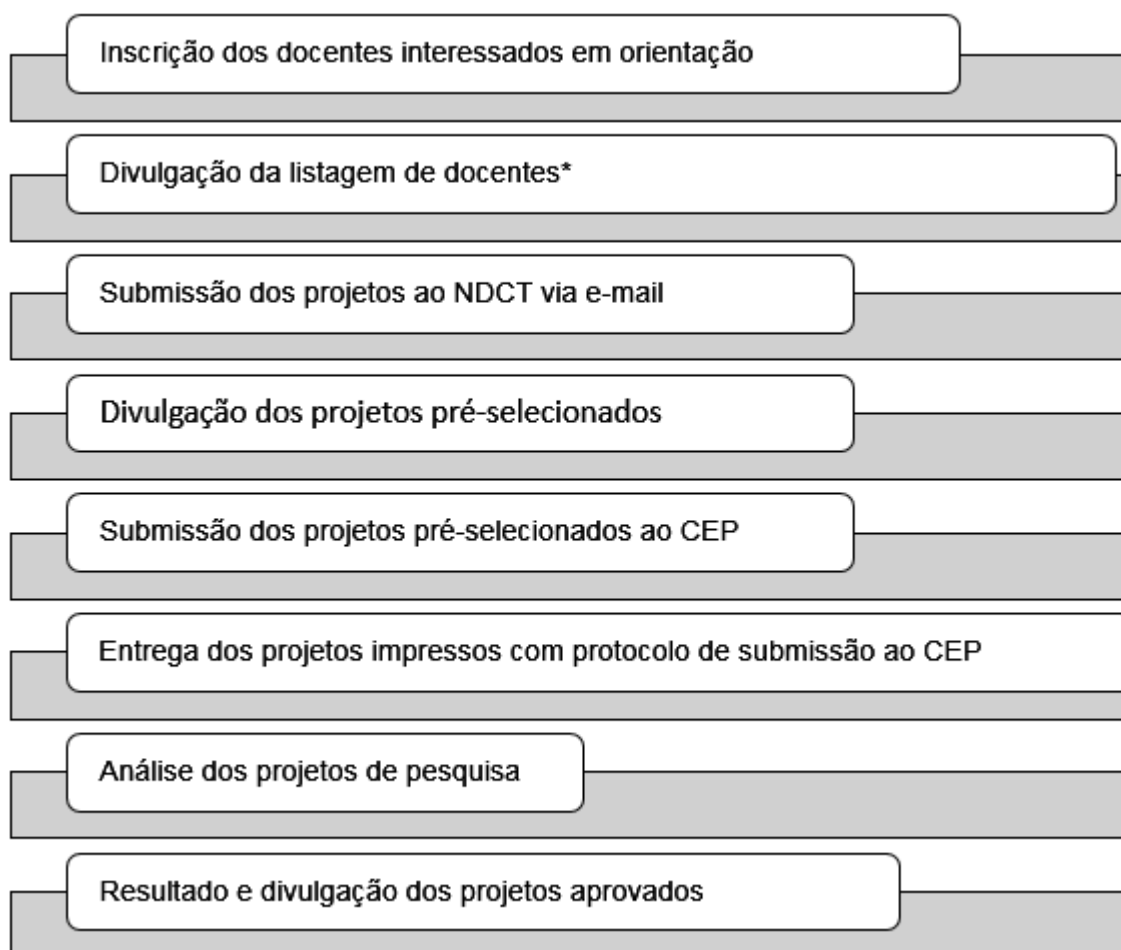 Inscrição dos docentes interessados em orientação
Divulgação da listagem de docentes*
Submissão dos projetos ao NDCT via e-mail
Divulgação dos projetos pré-selecionados
Submissão dos projetos pré-selecionados ao CEP
Entrega dos projetos impressos com protocolo de submissão ao CEP
Análise dos projetos de pesquisa
Resultado e divulgação dos projetos aprovados